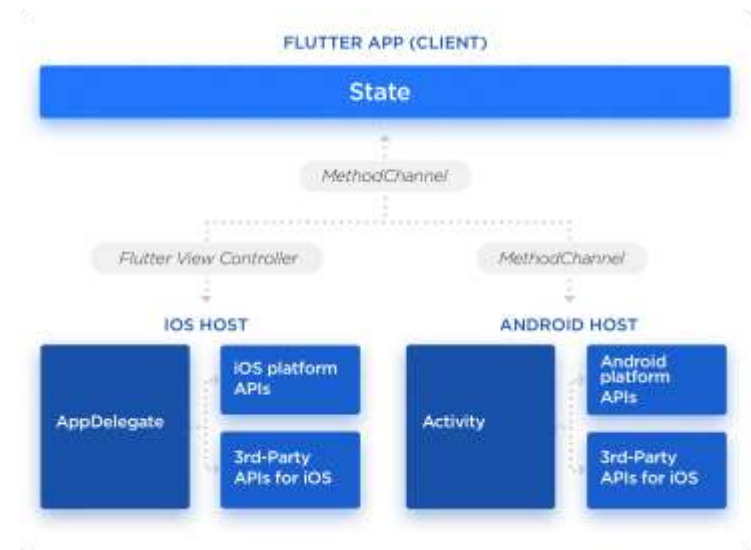 FLUTTER APP (CLIENT)
State
MethodChannel
Flutter View Controller
MethodChannel
IOS HOST
ANDROID HOST
AppDelegate
iOS platform
APIs
3rd-Party
APIs for iOS
Activity
Android
platform
APIs
3rd-Party
APIs for iOS